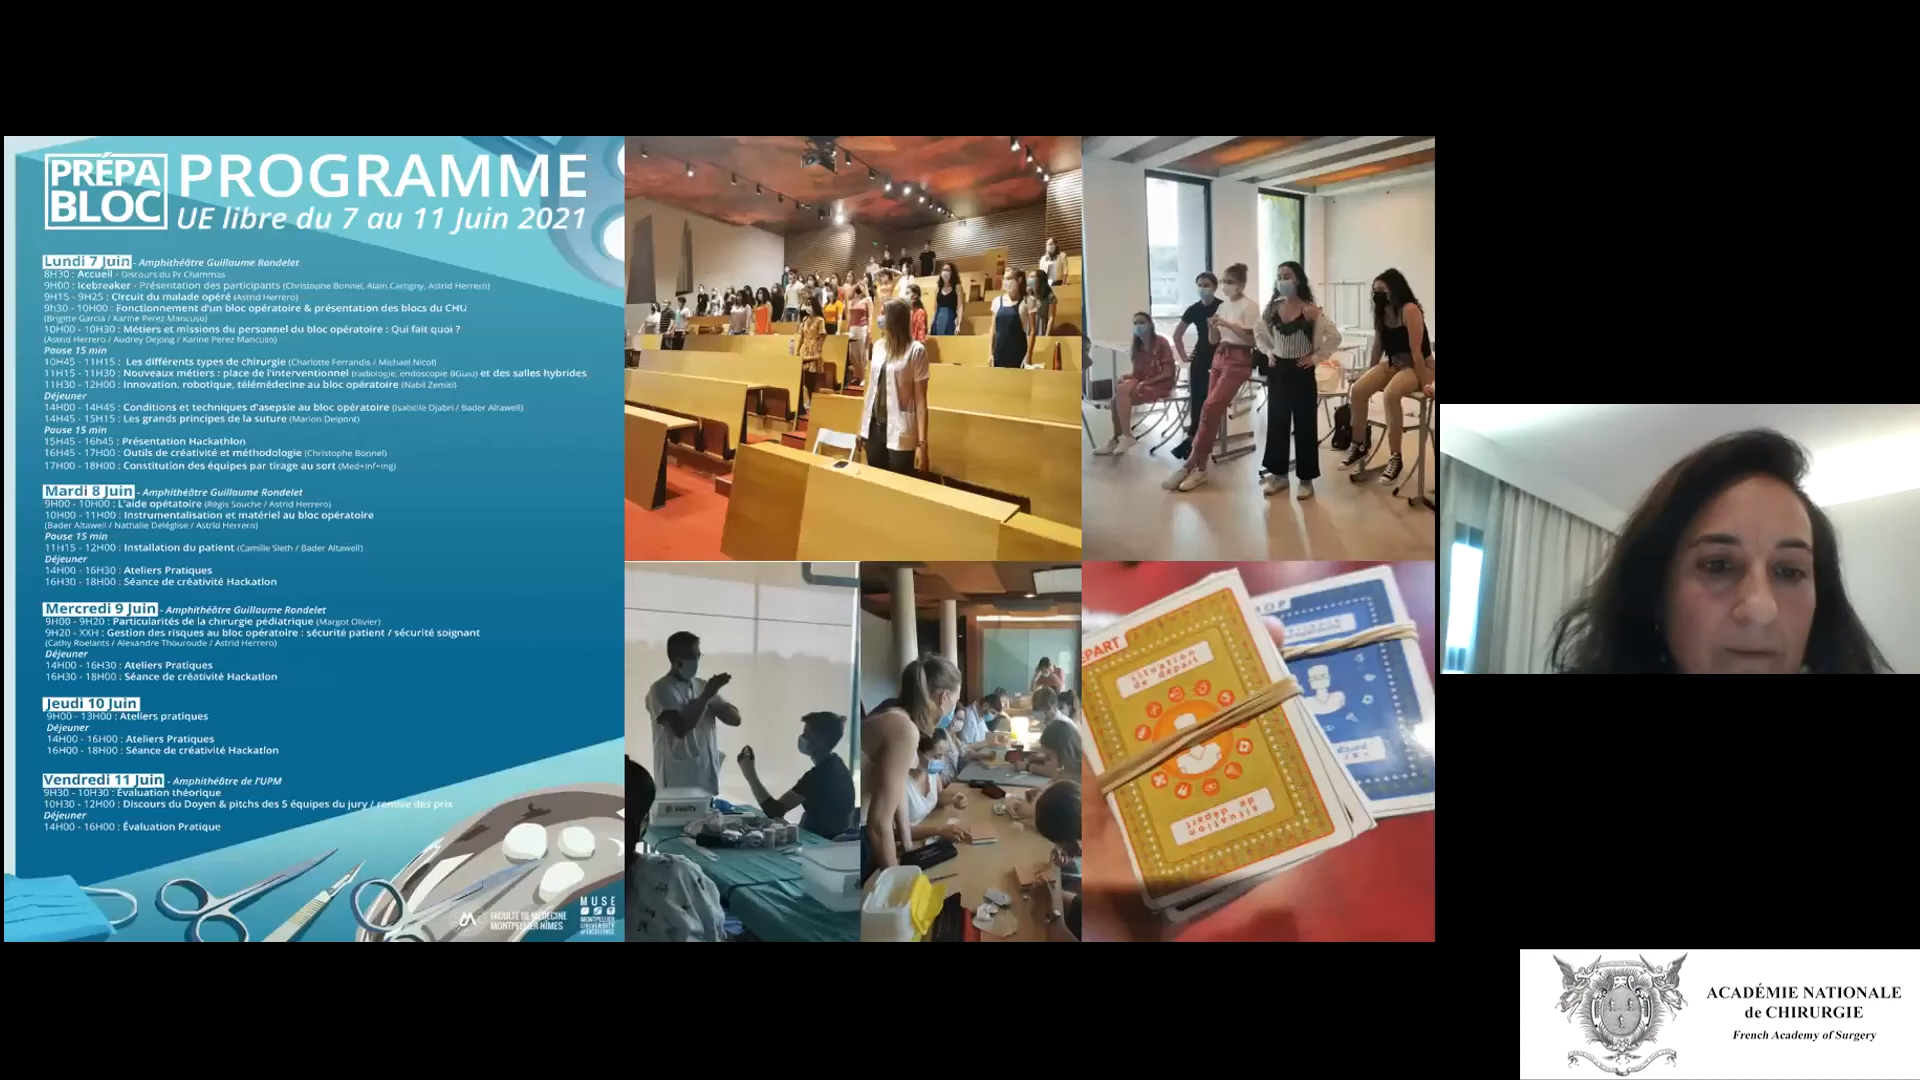 PRÉPA
BLOC
PROGRAMME
UE libre du 7 au 11 Juin 2021
Lundi 7 Juin - Amphithéâtre Guillaume Rondelet
8H30 : Accueil - Discours du Pr Chammas
9H00 : Icebreaker - Présentation des participants (Christophe Bonnel, Alain Cartigny, Astrid Herrero)
9H15 - 9H25 : Circuit du malade opéré (Astrid Herrero)
9h30 - 10H00 : Fonctionnement d'un bloc opératoire & présentation des blocs du CHU
(Brigitte Garcia / Karine Perez Mancuso)
10H00 - 10H30 : Métiers et missions du personnel du bloc opératoire : Qui fait quoi ?
(Astrid Herrero / Audrey Dejong / Karine Perez Mancuso)
Pause 15 min
10H45 - 11H15 : Les différents types de chirurgie (Charlotte Ferrandis / Michael Nicol)
11H15 - 11H30 : Nouveaux métiers : place de l'interventionnel (radiologie, endoscopie) et des salles hybrides
11H30 - 12H00 : Innovation, robotique, télémédecine au bloc opératoire (Nabil Zemiti)
Déjeuner
14H00 - 14H45 : Conditions et techniques d'asepsie au bloc opératoire (Isabelle Djabri / Bader Altawell)
14H45 - 15H15 : Les grands principes de la suture (Marion Delpont)
Pause 15 min
15H45 - 16h45 : Présentation Hackathlon
16H45 - 17H00 : Outils de créativité et méthodologie (Christophe Bonnel)
17H00 - 18H00 : Constitution des équipes par tirage au sort (Med+Inf+Ing)
Mardi 8 Juin - Amphithéâtre Guillaume Rondelet
9H00 - 10H00 : L'aide opétatoire (Régis Souche / Astrid Herrero)
10H00 - 11H00 : Instrumentalisation et matériel au bloc opératoire
(Bader Altawell / Nathalie Deléglise / Astrid Herrero)
Pause 15 min
11H15 - 12H00 : Installation du patient (Camille Sleth / Bader Altawell)
Déjeuner
14H00 - 16H30 : Ateliers Pratiques
16H30 - 18H00 : Séance de créativité Hackatlon
Mercredi 9 Juin - Amphithéâtre Guillaume Rondelet
9H00 - 9H20 : Particularités de la chirurgie pédiatrique (Margot Olivier)
9H20 - XXH : Gestion des risques au bloc opératoire : sécurité patient / sécurité soignant
(Cathy Roelants / Alexandre Thouroude / Astrid Herrero)
Déjeuner
14H00 - 16H30 : Ateliers Pratiques
16H30 - 18H00 : Séance de créativité Hackatlon
Jeudi 10 Juin
9H00 - 13H00 : Ateliers pratiques
Déjeuner
14H00 - 16H00 : Ateliers Pratiques
16H00 - 18H00 : Séance de créativité Hackatlon
Vendredi 11 Juin - Amphithéâtre de l'UPM
9H30 - 10H30 : Évaluation théorique
10H30 - 12H00 : Discours du Doyen & pitchs des 5 équipes du jury / remise des prix
Déjeuner
14H00 - 16H00 : Évaluation Pratique
FACULTÉ DE MÉDECINE
MONTPELLIER-NÎMES
MUSE
MONTPELLIER
UNIVERSITY
OF EXCELLENCE
situation
de départ
situation
de départ
ACADÉMIE NATIONALE
de CHIRURGIE
French Academy of Surgery